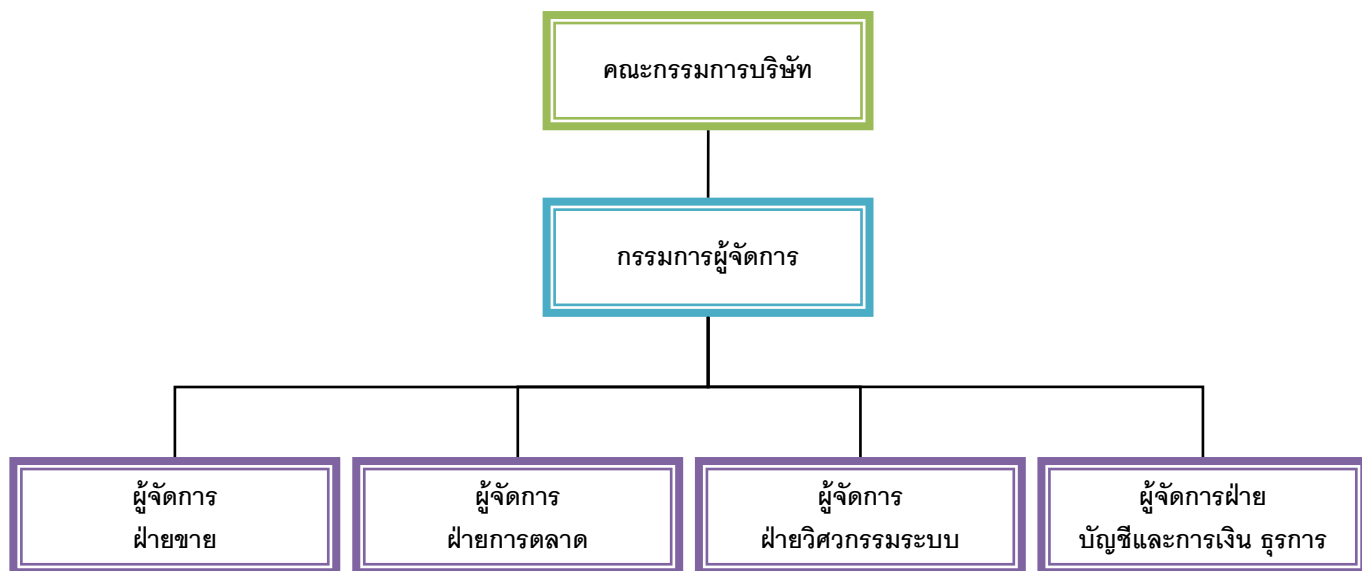 คณะกรรมการบริษัท
กรรมการผู้จัดการ
ผู้จัดการ
ฝ่ายขาย
ผู้จัดการ
ฝ่ายการตลาด
ผู้จัดการ
ฝ่ายวิศวกรรมระบบ
ผู้จัดการฝ่าย
บัญชีและการเงิน ธุรการ